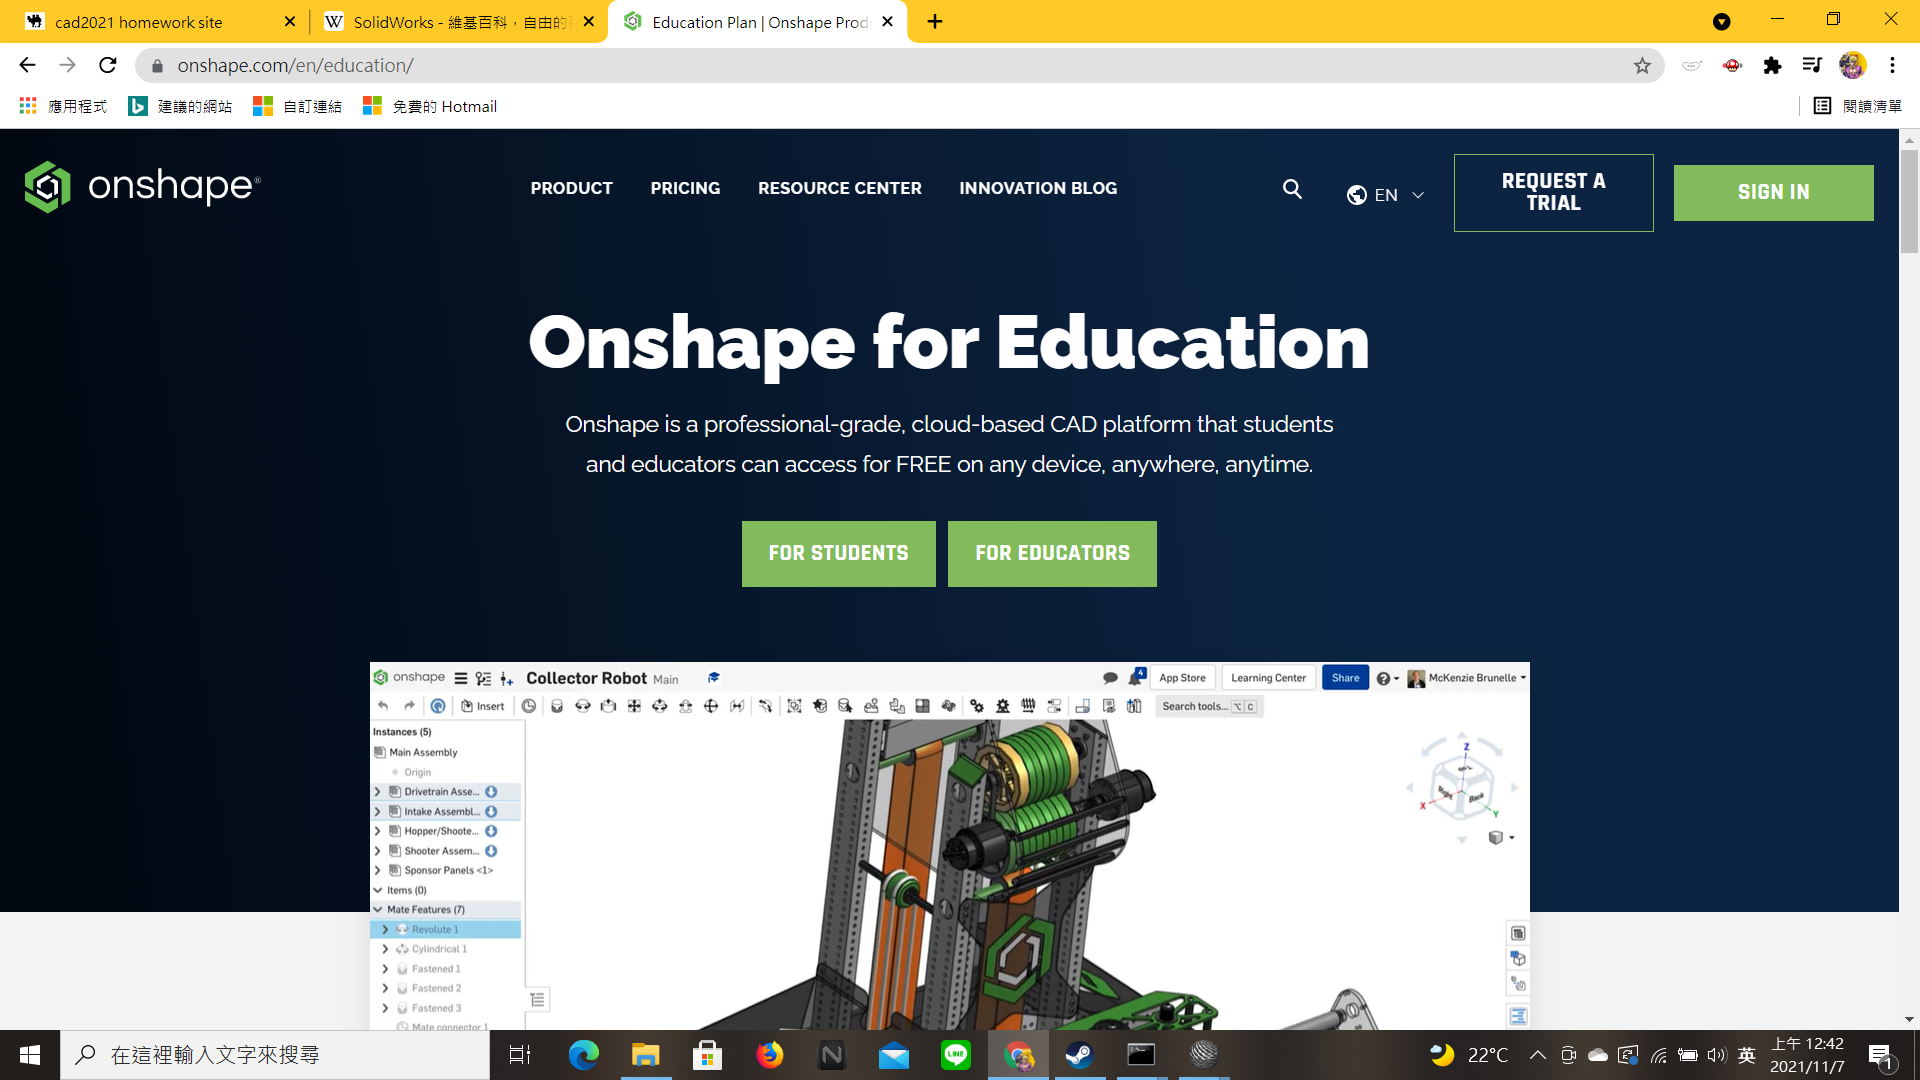 cad2021 homework site
SolidWorks - 維基百科，自由的
Education Plan | Onshape Prod
onshape.com/en/education/
應用程式
建議的網站
自訂連結
免費的 Hotmail
閱讀清單
onshape®
PRODUCT
PRICING
RESOURCE CENTER
INNOVATION BLOG
EN
REQUEST A
TRIAL
SIGN IN
Onshape for Education
Onshape is a professional-grade, cloud-based CAD platform that students
and educators can access for FREE on any device, anywhere, anytime.
FOR STUDENTS
FOR EDUCATORS
onshape
Collector Robot Main
4
App Store
Learning Center
Share
McKenzie Brunelle
Insert
Search tools... ⌥ C
Instances (5)
Main Assembly
Origin
Drivetrain Asse...
Intake Assembl...
Hopper/Shoote...
Shooter Assem...
Sponsor Panels <1>
Items (0)
Mate Features (7)
Revolute 1
Cylindrical 1
Fastened 1
Fastened 2
Fastened 3
Mate connector 1
Z
Right
Back
X
Y
在這裡輸入文字來搜尋
LINE
22°C
英
上午 12:42
2021/11/7
1